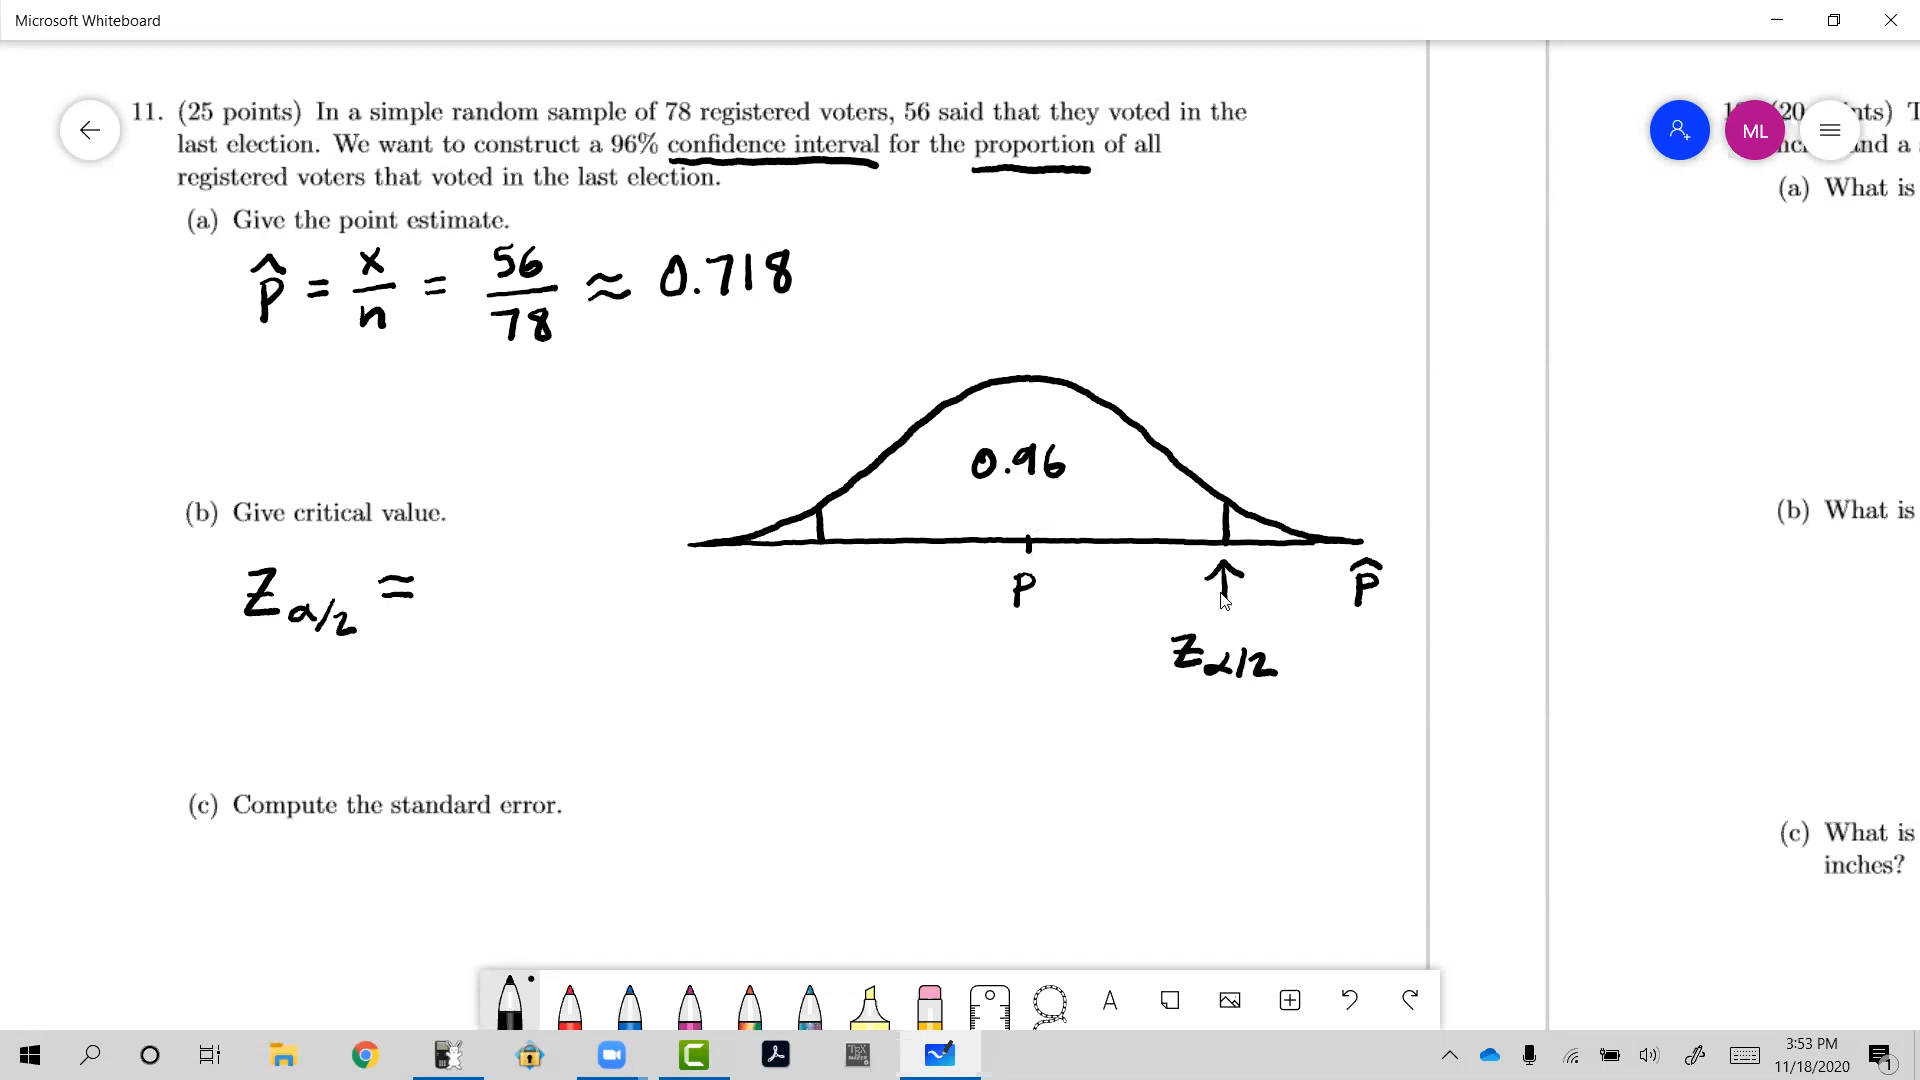 Microsoft Whiteboard
11. (25 points) In a simple random sample of 78 registered voters, 56 said that they voted in the
last election. We want to construct a 96% confidence interval for the proportion of all
registered voters that voted in the last election.
(a) Give the point estimate.
p̂ = x/n = 56/78 ≈ 0.718
0.96
(b) Give critical value.
Z α/2 ≈
P
P̂
Z α/2
(c) Compute the standard error.
ML
(a) What is
(b) What is
(c) What is
inches?
3:53 PM
11/18/2020
1